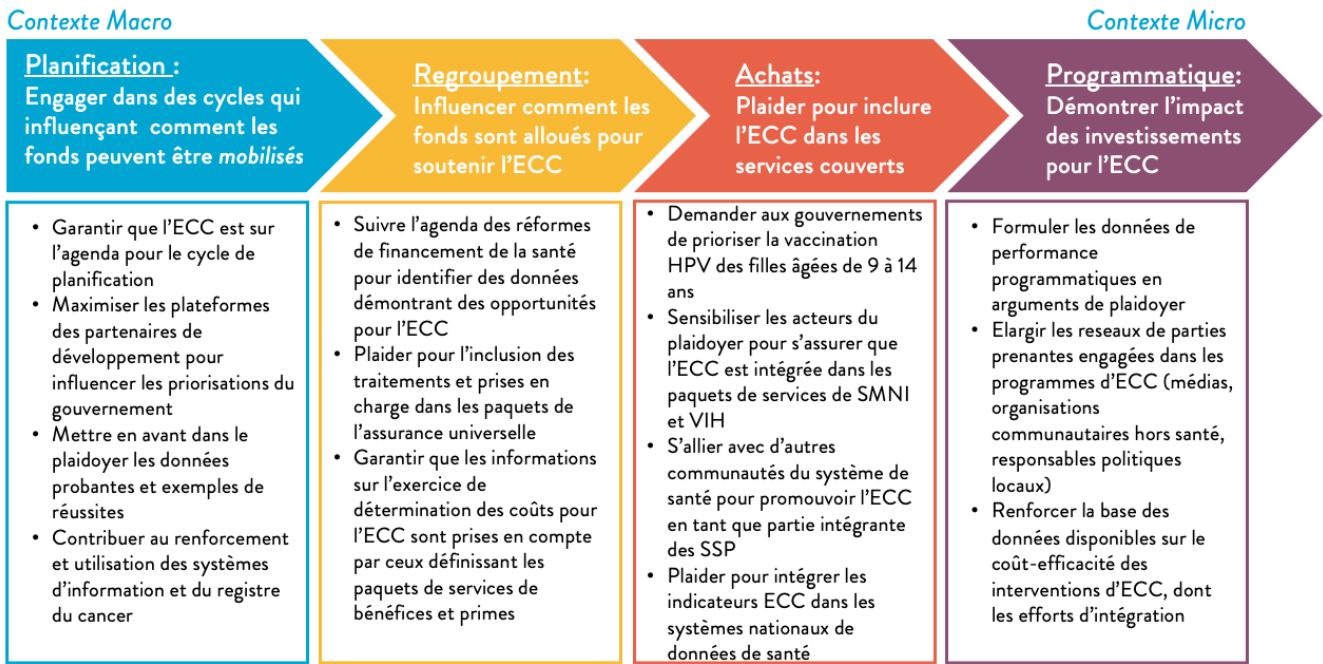 Contexte Macro
Contexte Micro
Planification :
Engager dans des cycles qui
influençant comment les
fonds peuvent être mobilisés
Regroupement:
Influencer comment les
fonds sont alloués pour
soutenir l'ECC
Achats:
Plaider pour inclure
l'ECC dans les
services couverts
Programmatique:
Démontrer l'impact
des investissements
pour l'ECC
• Garantir que l'ECC est sur
l'agenda pour le cycle de
planification
• Maximiser les plateformes
des partenaires de
développement pour
influencer les priorisations du
gouvernement
• Mettre en avant dans le
plaidoyer les données
probantes et exemples de
réussites
• Contribuer au renforcement
et utilisation des systèmes
d'information et du registre
du cancer
• Suivre l'agenda des réformes
de financement de la santé
pour identifier des données
démontrant des opportunités
pour l'ECC
• Plaider pour l'inclusion des
traitements et prises en
charge dans les paquets de
l'assurance universelle
• Garantir que les informations
sur l'exercice de
détermination des coûts pour
l'ECC sont prises en compte
par ceux définissant les
paquets de services de
bénéfices et primes
• Demander aux gouvernements
de prioriser la vaccination
HPV des filles âgées de 9 à 14
ans
• Sensibiliser les acteurs du
plaidoyer pour s'assurer que
l'ECC est intégrée dans les
paquets de services de SMNI
et VIH
• S'allier avec d'autres
communautés du système de
santé pour promouvoir l'ECC
en tant que partie intégrante
des SSP
• Plaider pour intégrer les
indicateurs ECC dans les
systèmes nationaux de
données de santé
• Formuler les données de
performance
programmatiques en
arguments de plaidoyer
• Elargir les reseaux de parties
prenantes engagées dans les
programmes d'ECC (médias,
organisations
communautaires hors santé,
responsables politiques
locaux)
• Renforcer la base des
données disponibles sur le
coût-efficacité des
interventions d'ECC, dont
les efforts d'intégration